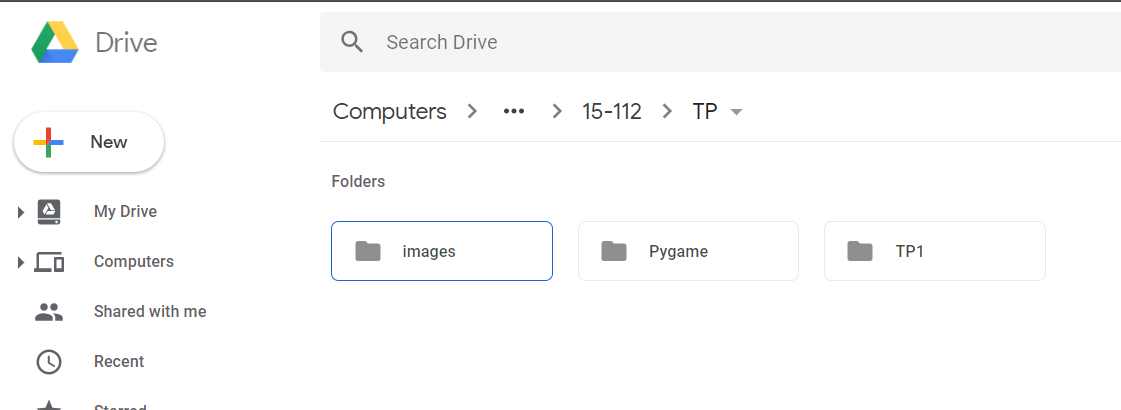 Drive
Search Drive
Computers > ••• > 15-112 > TP
New
Folders
My Drive
images
Pygame
TP1
Computers
Shared with me
Recent
Starred